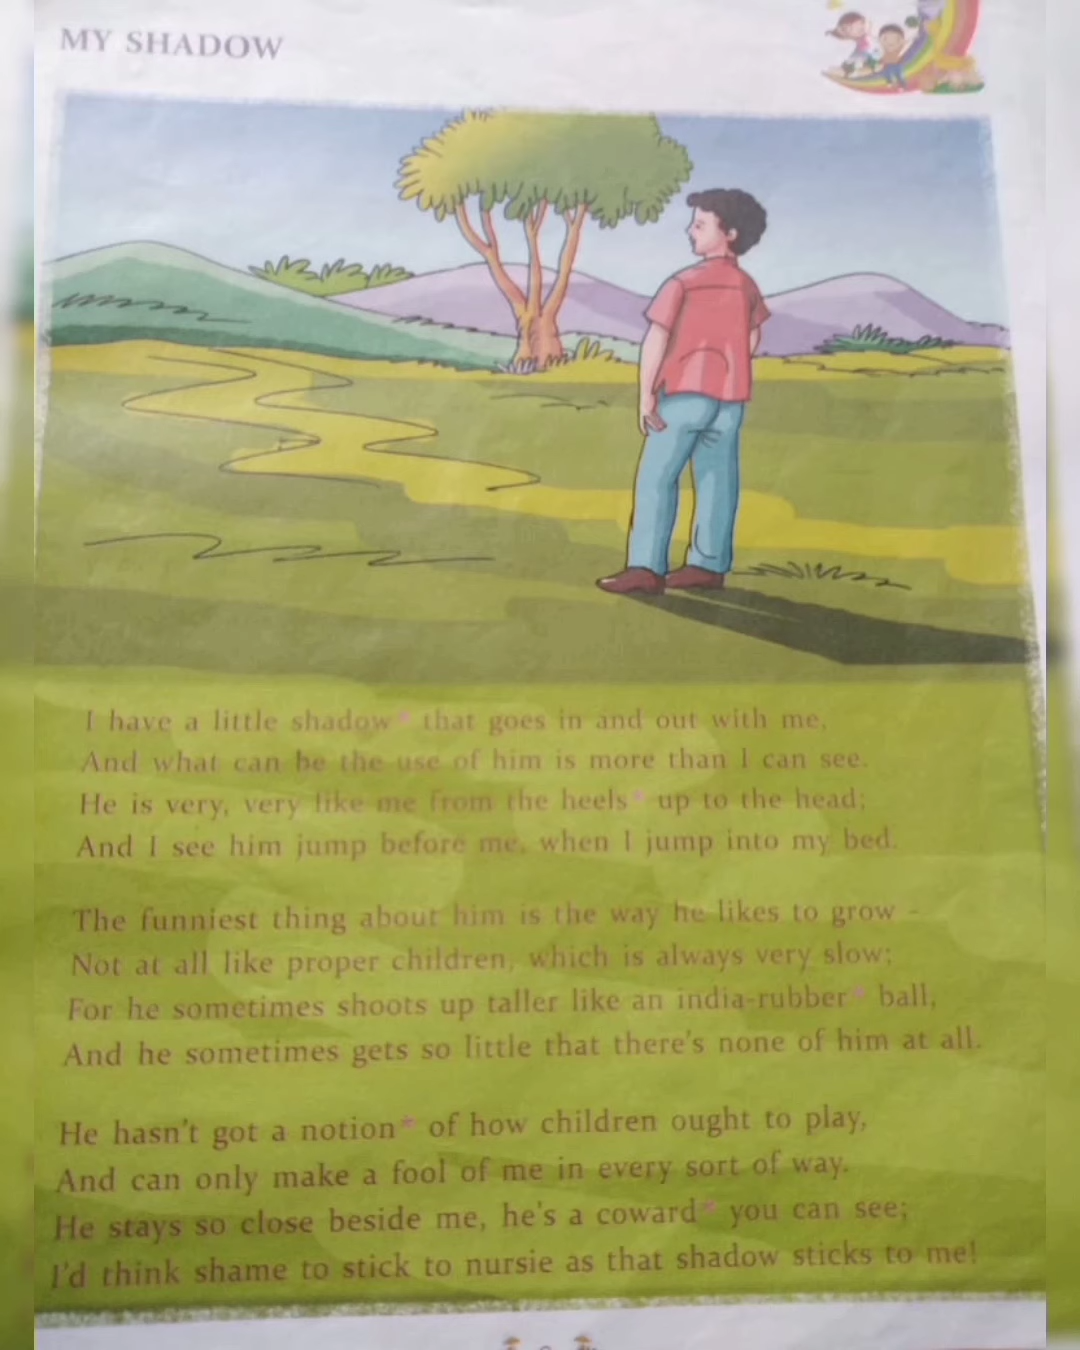 MY SHADOW
I have a little shadow* that goes in and out with me,
And what can be the use of him is more than I can see.
He is very, very like me from the heels* up to the head;
And I see him jump before me, when I jump into my bed.
The funniest thing about him is the way he likes to grow -
Not at all like proper children, which is always very slow;
For he sometimes shoots up taller like an india-rubber* ball,
And he sometimes gets so little that there's none of him at all.
He hasn't got a notion* of how children ought to play,
And can only make a fool of me in every sort of way.
He stays so close beside me, he's a coward* you can see;
I'd think shame to stick to nursie as that shadow sticks to me!